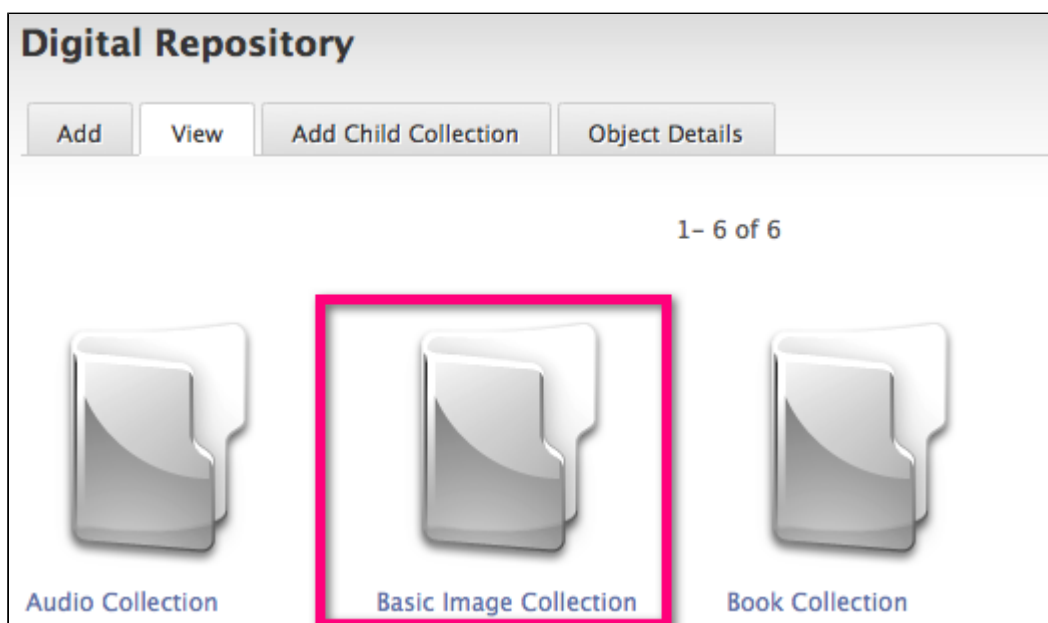 Digital Repository
Add View Add Child Collection Object Details
1– 6 of 6
Audio Collection Basic Image Collection Book Collection